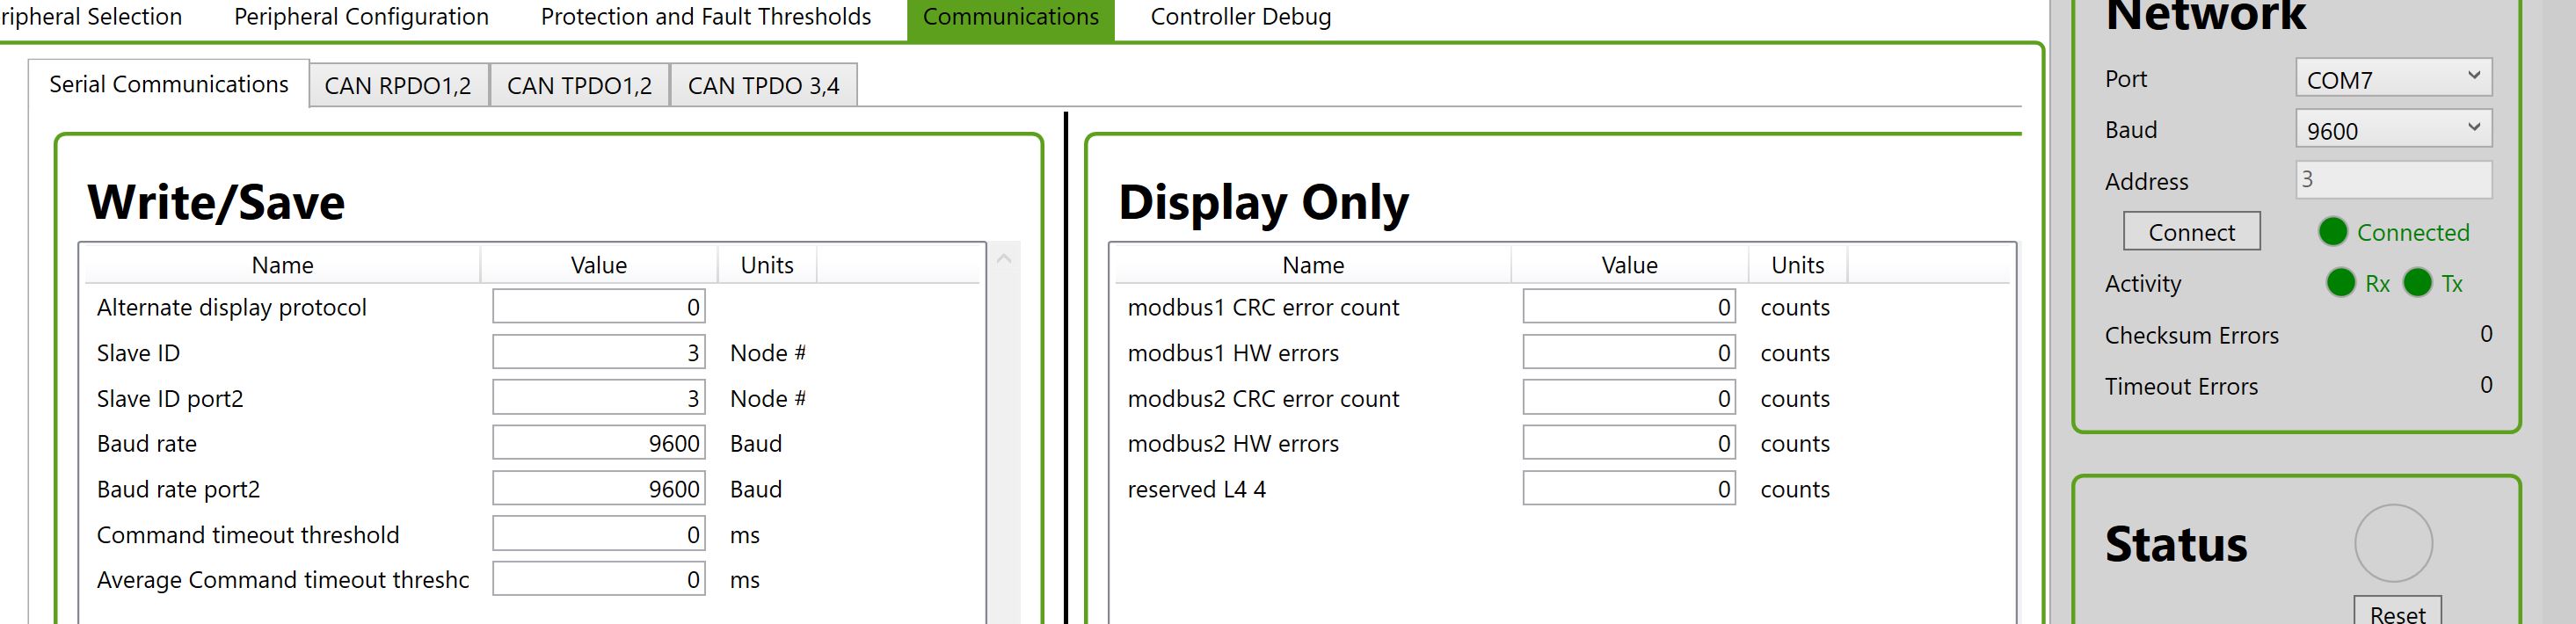 ripheral Selection Peripheral Configuration Protection and Fault Thresholds Communications Controller Debug
Serial Communications CAN RPDO1,2 CAN TPDO1,2 CAN TPDO 3,4
Write/Save
Name Value Units
Alternate display protocol 0
Slave ID 3 Node #
Slave ID port2 3 Node #
Baud rate 9600 Baud
Baud rate port2 9600 Baud
Command timeout threshold 0 ms
Average Command timeout threshc 0 ms
Display Only
Name Value Units
modbus1 CRC error count 0 counts
modbus1 HW errors 0 counts
modbus2 CRC error count 0 counts
modbus2 HW errors 0 counts
reserved L4 4 0 counts
Network
Port COM7
Baud 9600
Address 3
Connect Connected
Activity Rx Tx
Checksum Errors 0
Timeout Errors 0
Status
Reset